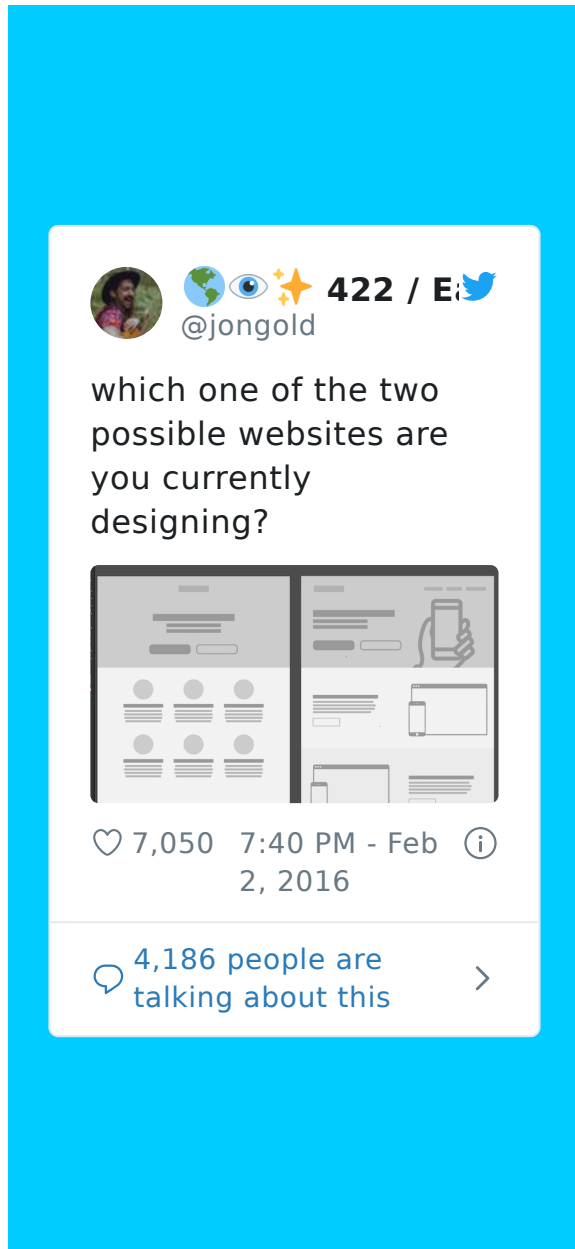 🌎👁✨ 422 / E
@jongold
which one of the two
possible websites are
you currently
designing?
7,050
7:40 PM - Feb
2, 2016
4,186 people are
talking about this